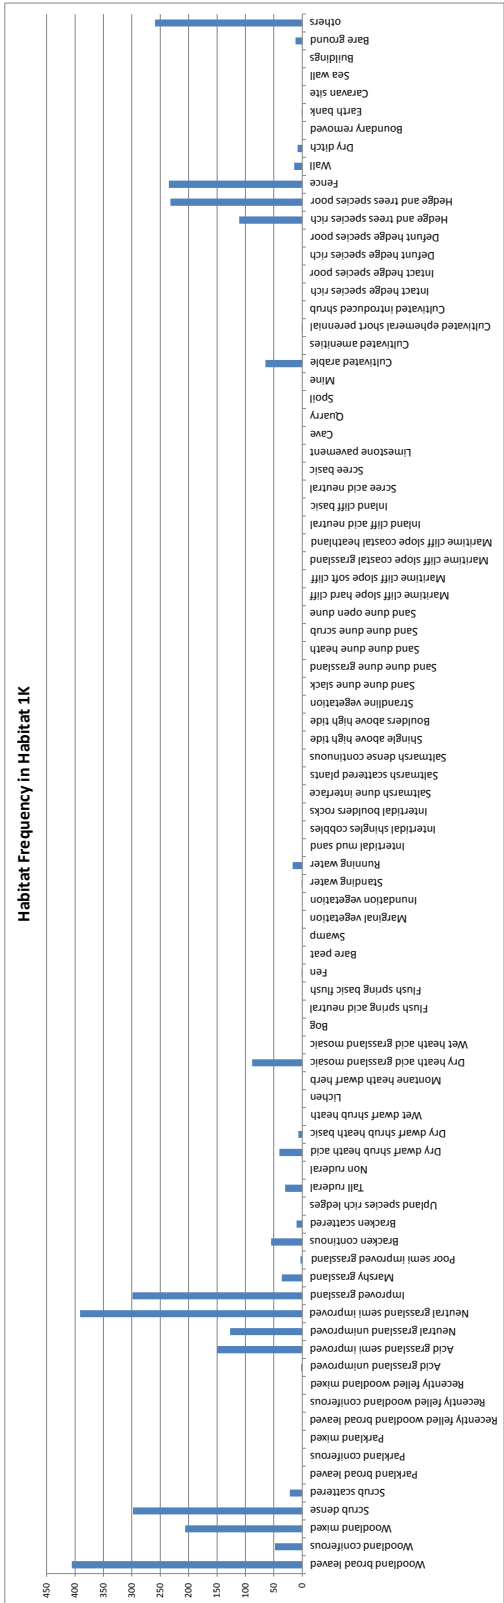 Habitat Frequency in Habitat 1K
450
400
350
300
250
200
150
100
50
0
Woodland broad leaved
Woodland coniferous
Woodland mixed
Scrub dense
Scrub scattered
Parkland broad leaved
Parkland coniferous
Parkland mixed
Recently felled woodland broad leaved
Recently felled woodland coniferous
Recently felled woodland mixed
Acid grassland unimproved
Acid grassland semi improved
Neutral grassland unimproved
Neutral grassland semi improved
Improved grassland
Marshy grassland
Poor semi improved grassland
Bracken continous
Bracken scattered
Upland species rich ledges
Tall ruderal
Non ruderal
Dry dwarf shrub heath acid
Dry dwarf shrub heath basic
Wet dwarf shrub heath
Lichen
Montane heath dwarf herb
Dry heath acid grassland mosaic
Wet heath acid grassland mosaic
Bog
Flush spring acid neutral
Flush spring basic flush
Fen
Bare peat
Swamp
Marginal vegetation
Inundation vegetation
Standing water
Running water
Intertidal mud sand
Intertidal shingles cobbles
Intertidal boulders rocks
Saltmarsh dune interface
Saltmarsh scattered plants
Saltmarsh dense continuous
Shingle above high tide
Boulders above high tide
Strandline vegetation
Sand dune dune slack
Sand dune dune grassland
Sand dune dune heath
Sand dune dune scrub
Sand dune open dune
Maritime cliff slope hard cliff
Maritime cliff slope soft cliff
Maritime cliff slope coastal grassland
Maritime cliff slope coastal heathland
Inland cliff acid neutral
Inland cliff basic
Scree acid neutral
Scree basic
Limestone pavement
Cave
Quarry
Spoil
Mine
Cultivated arable
Cultivated amenities
Cultivated ephemeral short perennial
Cultivated introduced shrub
Intact hedge species rich
Intact hedge species poor
Defunt hedge species rich
Defunt hedge species poor
Hedge and trees species rich
Hedge and trees species poor
Fence
Wall
Dry ditch
Boundary removed
Earth bank
Caravan site
Sea wall
Buildings
Bare ground
others